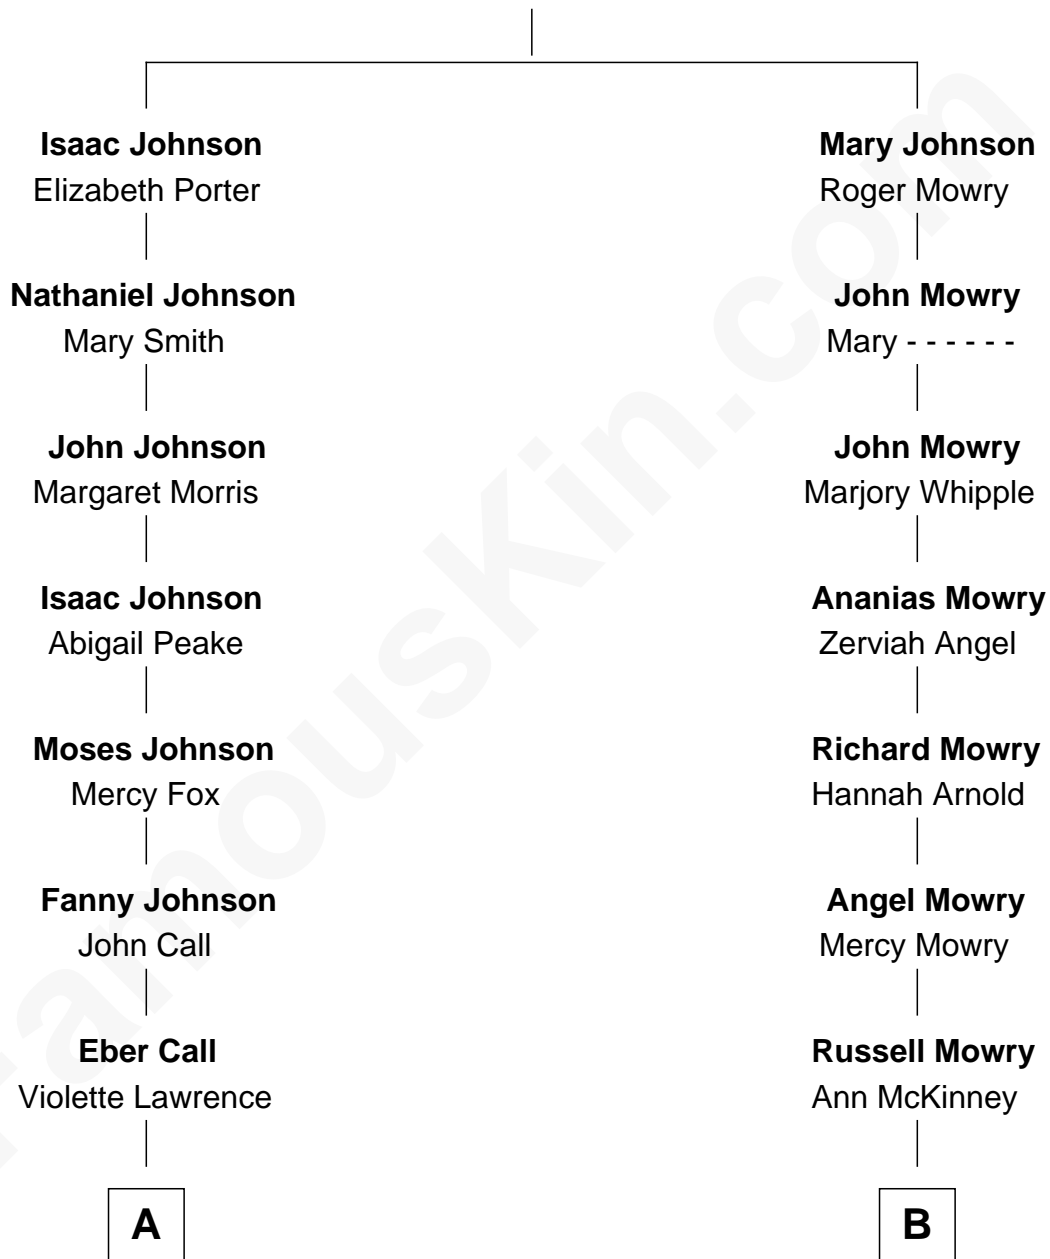 Isaac Johnson
Elizabeth Porter
Nathaniel Johnson
Mary Smith
John Johnson
Margaret Morris
Isaac Johnson
Abigail Peake
Moses Johnson
Mercy Fox
Fanny Johnson
John Call
Eber Call
Violette Lawrence
A
Mary Johnson
Roger Mowry
John Mowry
Mary - - - - - -
John Mowry
Marjory Whipple
Ananias Mowry
Zerviah Angel
Richard Mowry
Hannah Arnold
Angel Mowry
Mercy Mowry
Russell Mowry
Ann McKinney
B
FamousKin.com